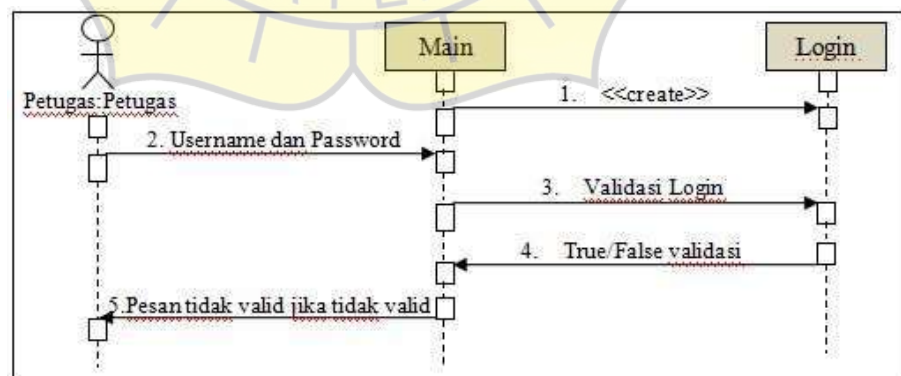 Main
Login
Petugas:Petugas
1. <<create>>
2. Username dan Password
3. Validasi Login
4. True/False validasi
5.Pesan tidak valid jika tidak valid